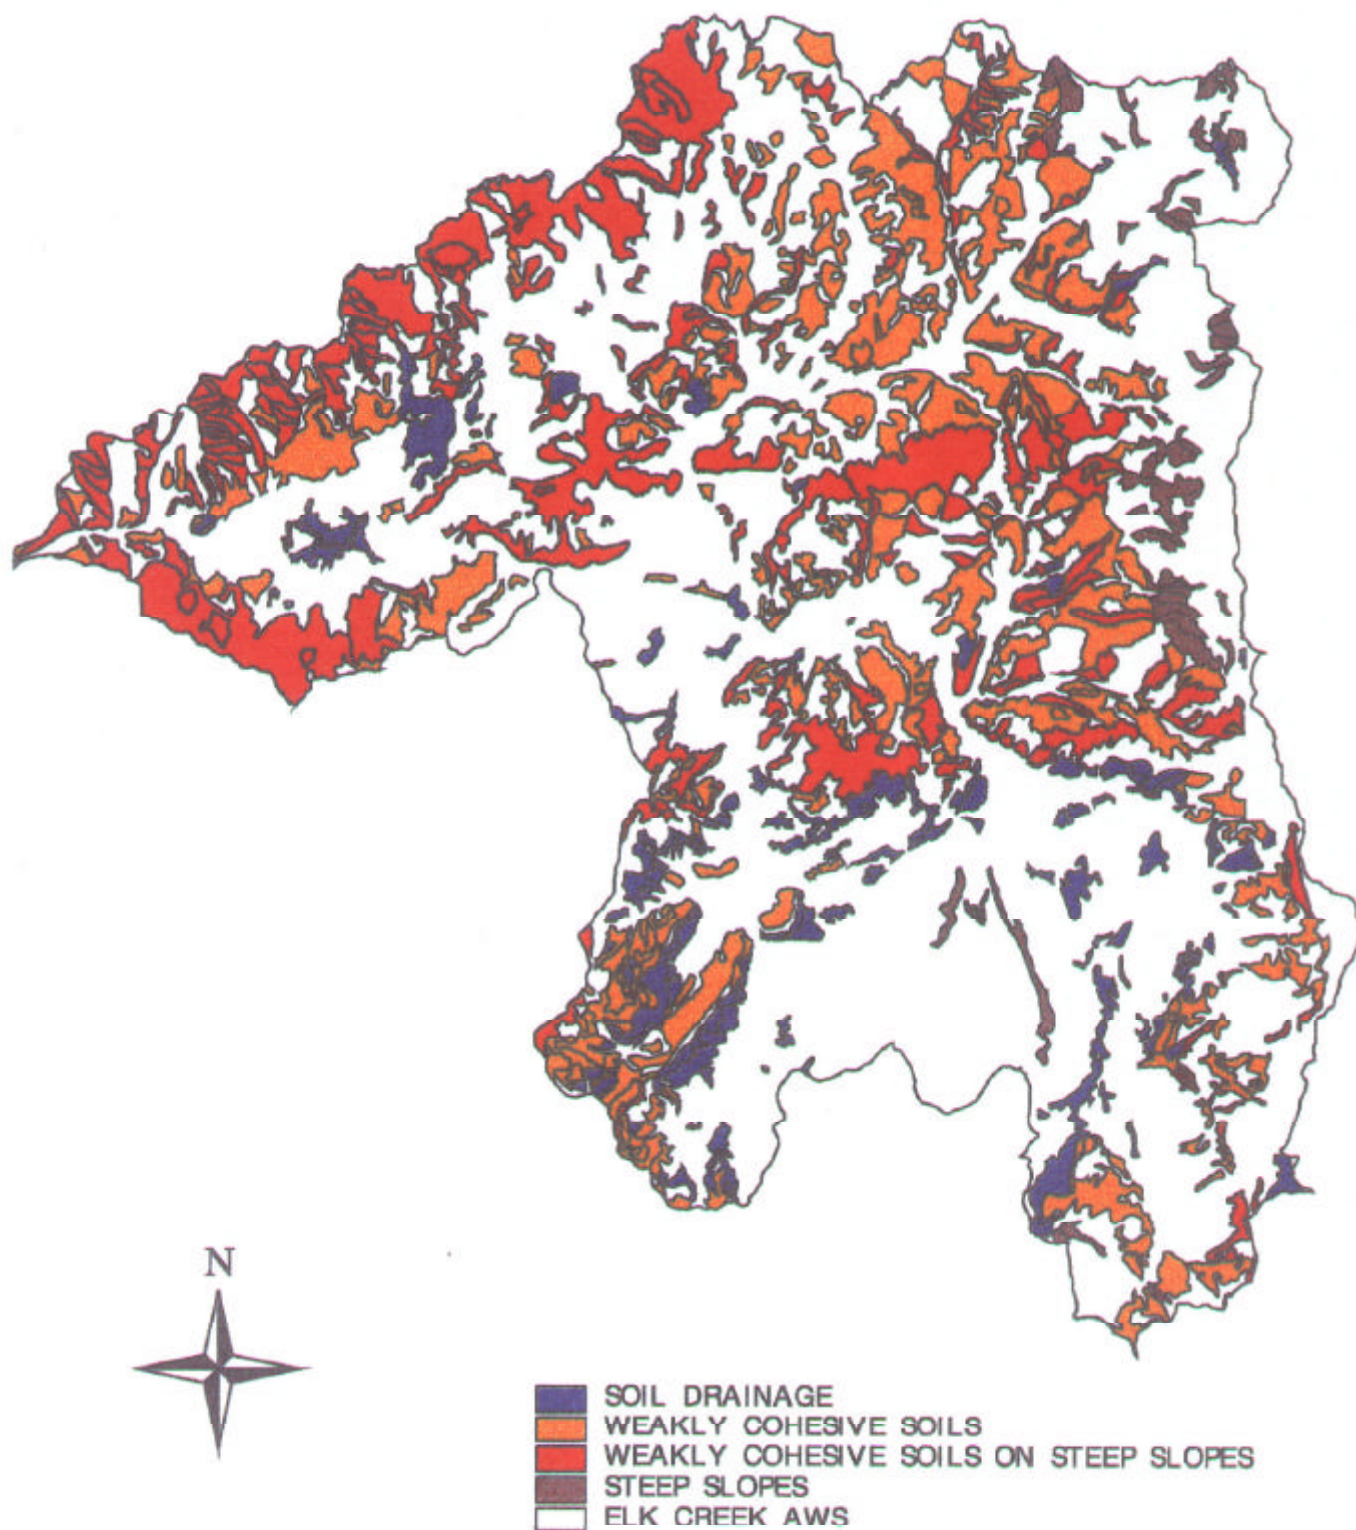 N
SOIL DRAINAGE
WEAKLY COHESIVE SOILS
WEAKLY COHESIVE SOILS ON STEEP SLOPES
STEEP SLOPES
ELK CREEK AWS